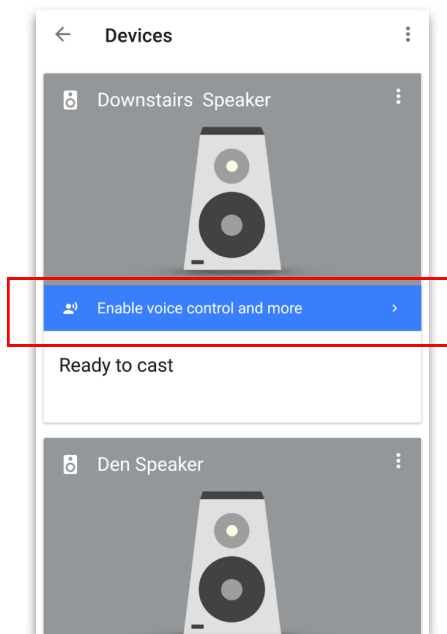 Devices
Downstairs Speaker
Enable voice control and more
Ready to cast
Den Speaker